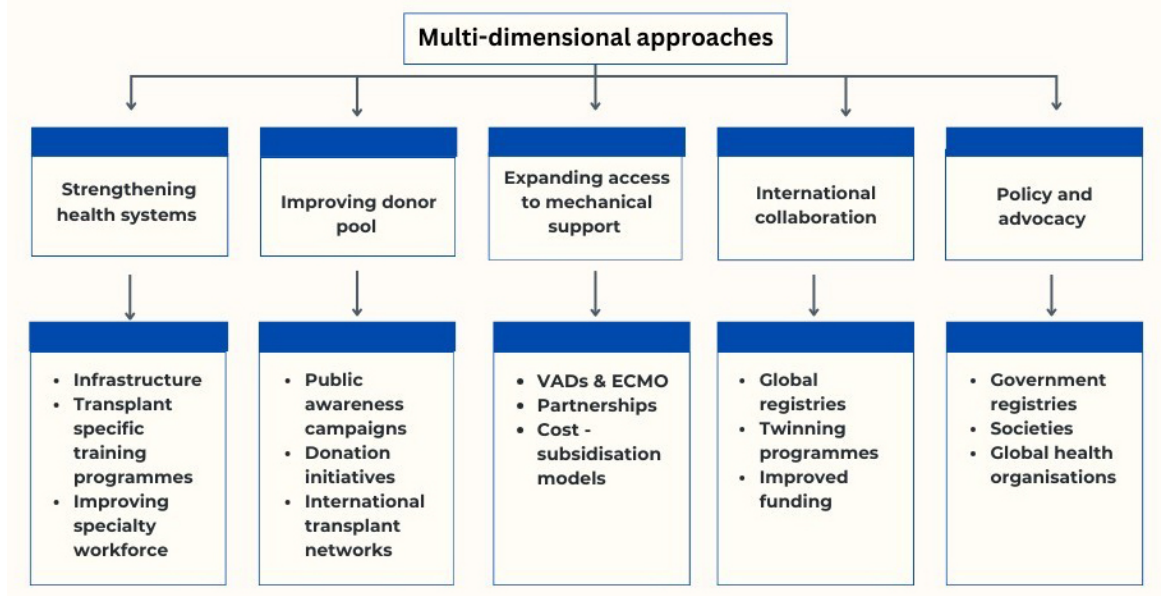 Multi-dimensional approaches
Strengthening
health systems
Improving donor
pool
Expanding access
to mechanical
support
International
collaboration
Policy and
advocacy
• Infrastructure
• Transplant
specific
training
programmes
• Improving
specialty
workforce
• Public
awareness
campaigns
• Donation
initiatives
• International
transplant
networks
• VADs & ECMO
• Partnerships
• Cost -
subsidisation
models
• Global
registries
• Twinning
programmes
• Improved
funding
• Government
registries
• Societies
• Global health
organisations